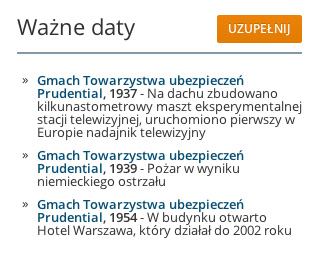 Ważne daty
UZUPEŁNIJ
» Gmach Towarzystwa ubezpieczeń
Prudential, 1937 - Na dachu zbudowano
kilkunastometrowy maszt eksperymentalnej
stacji telewizyjnej, uruchomiono pierwszy w
Europie nadajnik telewizyjny
» Gmach Towarzystwa ubezpieczeń
Prudential, 1939 - Pożar w wyniku
niemieckiego ostrzału
» Gmach Towarzystwa ubezpieczeń
Prudential, 1954 - W budynku otwarto
Hotel Warszawa, który działał do 2002 roku